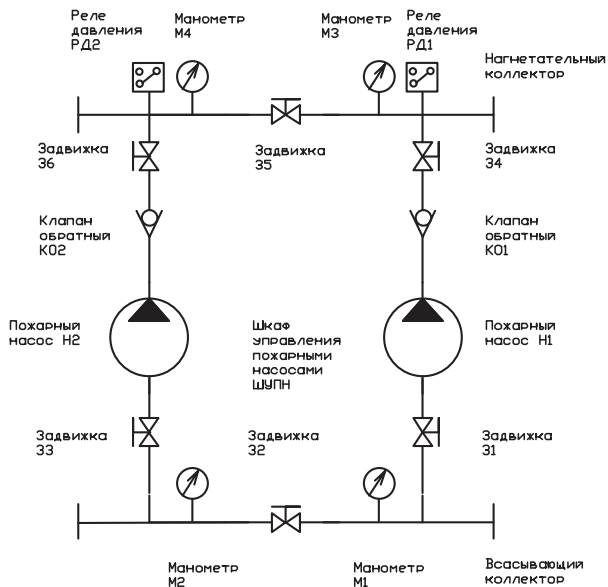 Реле
давления
РД2
Манометр
М4
Манометр
М3
Реле
давления
РД1
Нагнетательный
коллектор
Задвижка
З6
Задвижка
З5
Задвижка
З4
Клапан
обратный
КО2
Клапан
обратный
КО1
Пожарный
насос Н2
Шкаф
управления
пожарными
насосами
ШУПН
Пожарный
насос Н1
Задвижка
З3
Задвижка
З2
Задвижка
З1
Манометр
М2
Манометр
М1
Всасывающий
коллектор